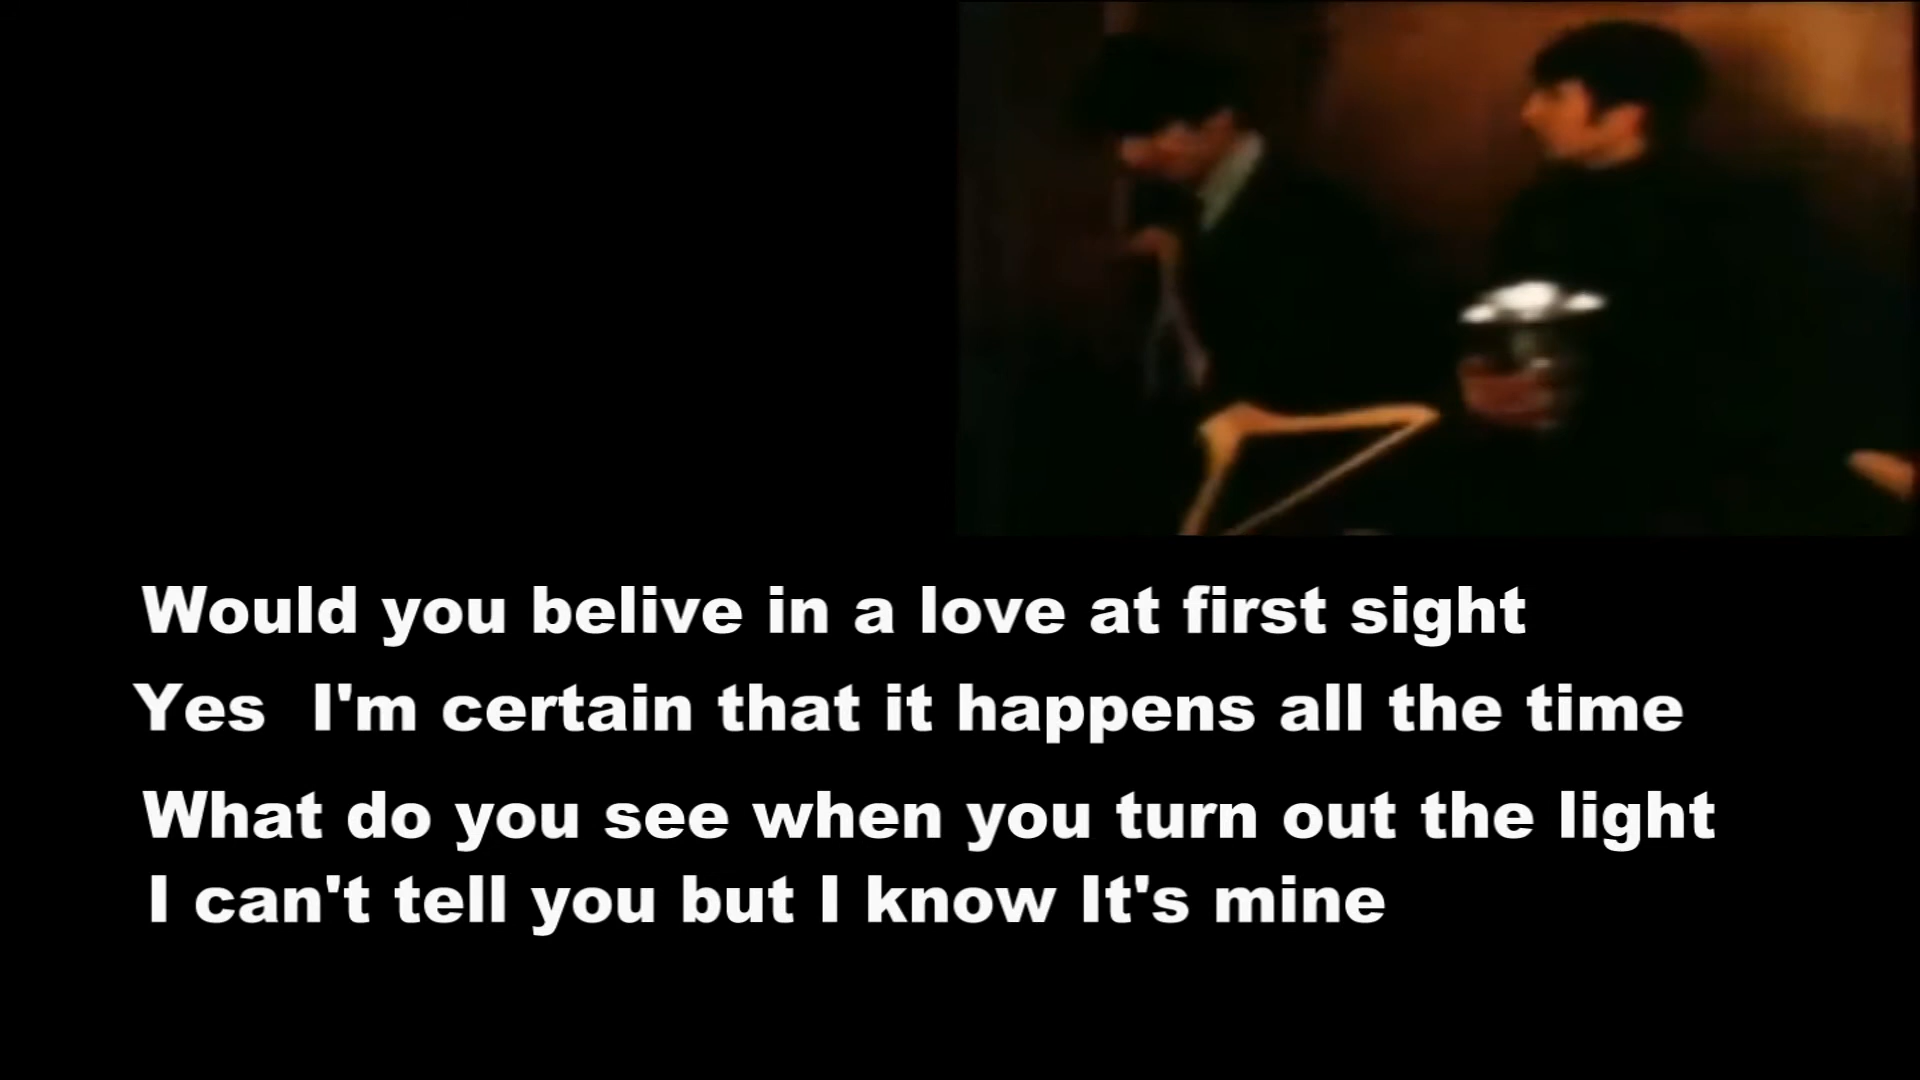 Would you belive in a love at first sight
Yes  I'm certain that it happens all the time
What do you see when you turn out the light
I can't tell you but I know It's mine